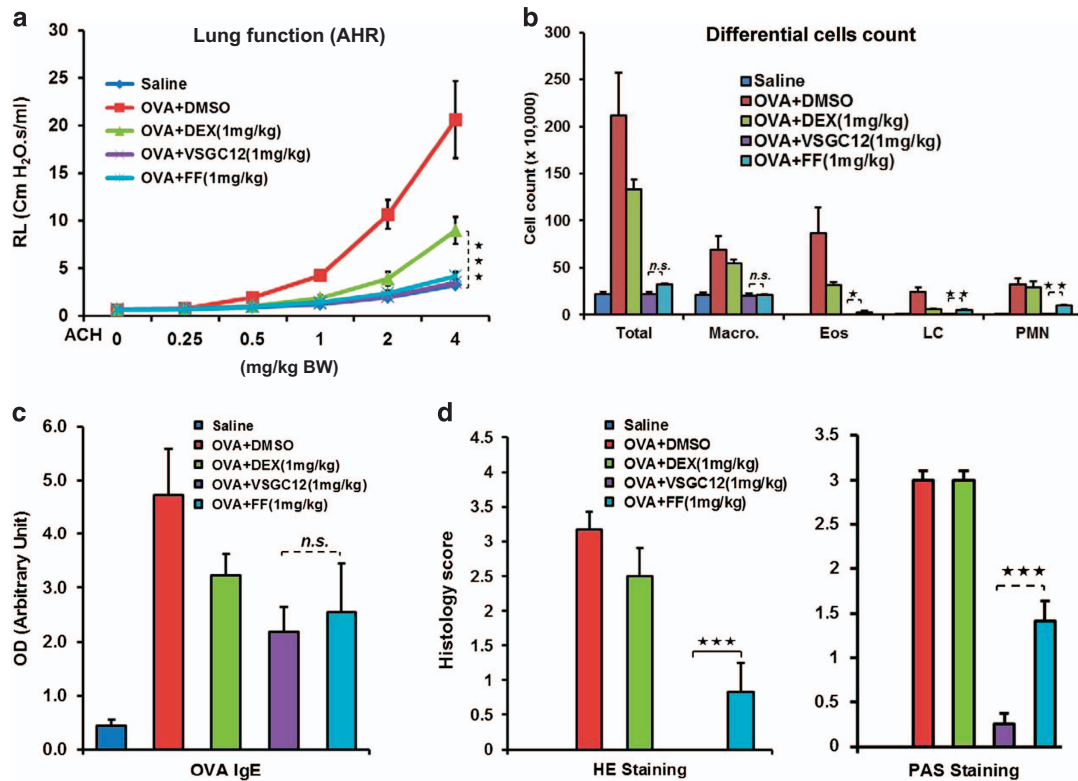 a
Lung function (AHR)
RL (Cm H₂O.s/ml)
30
25
20
15
10
5
0
Saline
OVA+DMSO
OVA+DEX(1mg/kg)
OVA+VSGC12(1mg/kg)
OVA+FF(1mg/kg)
★★★
ACH
0 0.25 0.5 1 2 4
(mg/kg BW)
b
Differential cells count
Cell count (x 10,000)
300
250
200
150
100
50
0
Saline
OVA+DMSO
OVA+DEX(1mg/kg)
OVA+VSGC12(1mg/kg)
OVA+FF(1mg/kg)
n.s. n.s. ★ ★★ ★★
Total Macro. Eos LC PMN
c
OD (Arbitrary Unit)
6.0
5.0
4.0
3.0
2.0
1.0
0.0
Saline
OVA+DMSO
OVA+DEX(1mg/kg)
OVA+VSGC12(1mg/kg)
OVA+FF(1mg/kg)
n.s.
OVA IgE
d
Histology score
4.5
4
3.5
3
2.5
2
1.5
1
0.5
0
Saline
OVA+DMSO
OVA+DEX(1mg/kg)
OVA+VSGC12(1mg/kg)
OVA+FF(1mg/kg)
★★★
HE Staining
3.5
3
2.5
2
1.5
1
0.5
0
★★★
PAS Staining